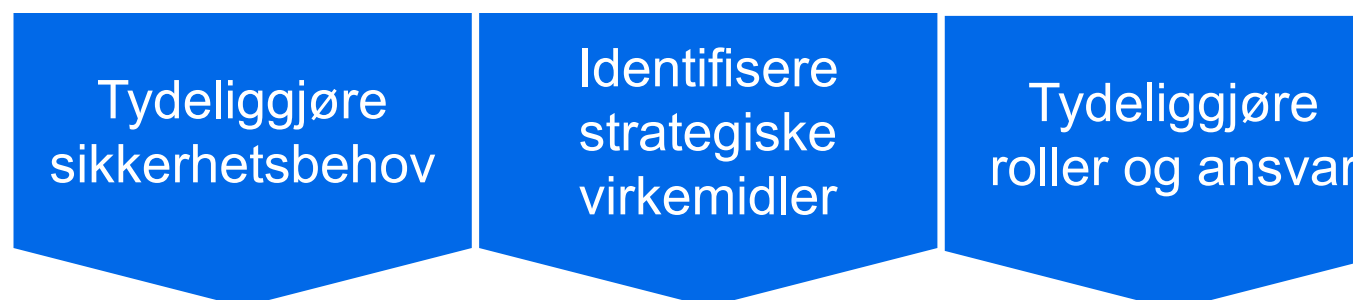 Tydeliggjøre
sikkerhetsbehov
Identifisere
strategiske
virkemidler
Tydeliggjøre
roller og ansvar